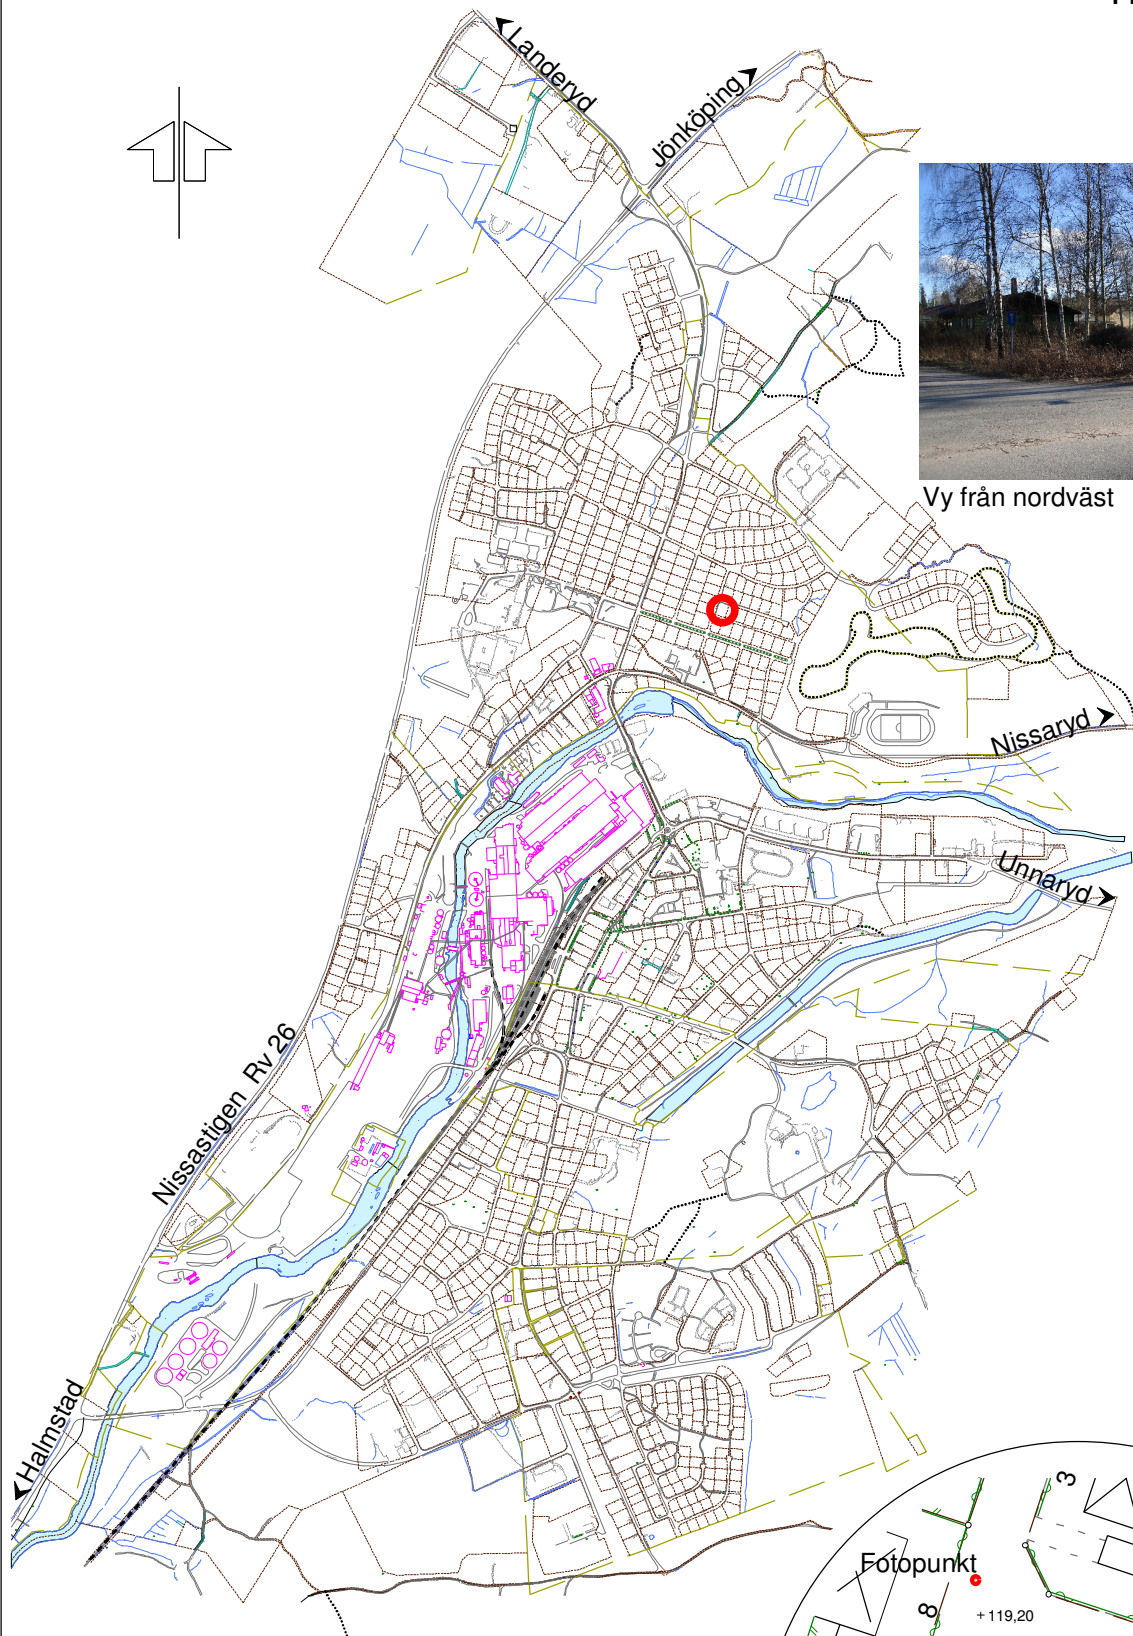 Landeryd
Jönköping
Vy från nordväst
Nissaryd
Unnaryd
Nissastigen Rv 26
Halmstad
3
Fotopunkt
8
+ 119,20